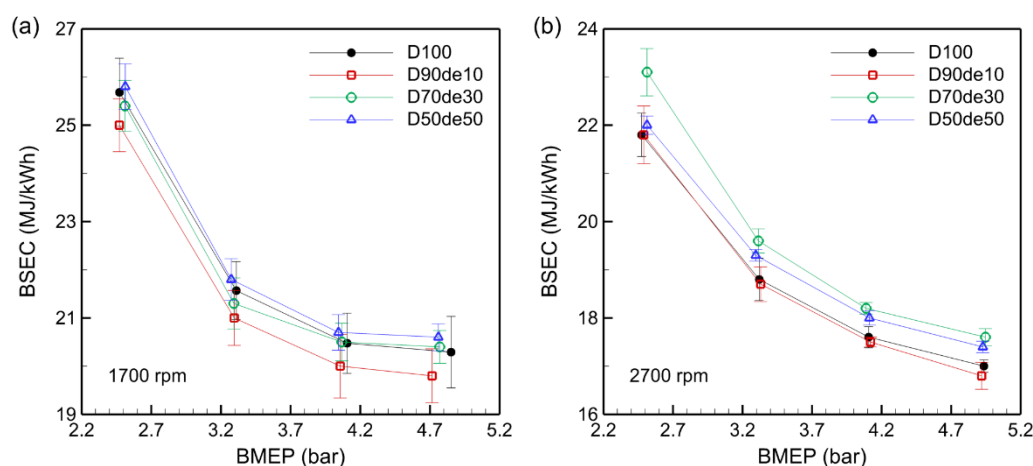 (a)
27
25
23
21
19
BSEC (MJ/kWh)
D100
D90de10
D70de30
D50de50
1700 rpm
2.2 2.7 3.2 3.7 4.2 4.7 5.2
BMEP (bar)
(b)
24
22
20
18
16
BSEC (MJ/kWh)
D100
D90de10
D70de30
D50de50
2700 rpm
2.2 2.7 3.2 3.7 4.2 4.7 5.2
BMEP (bar)